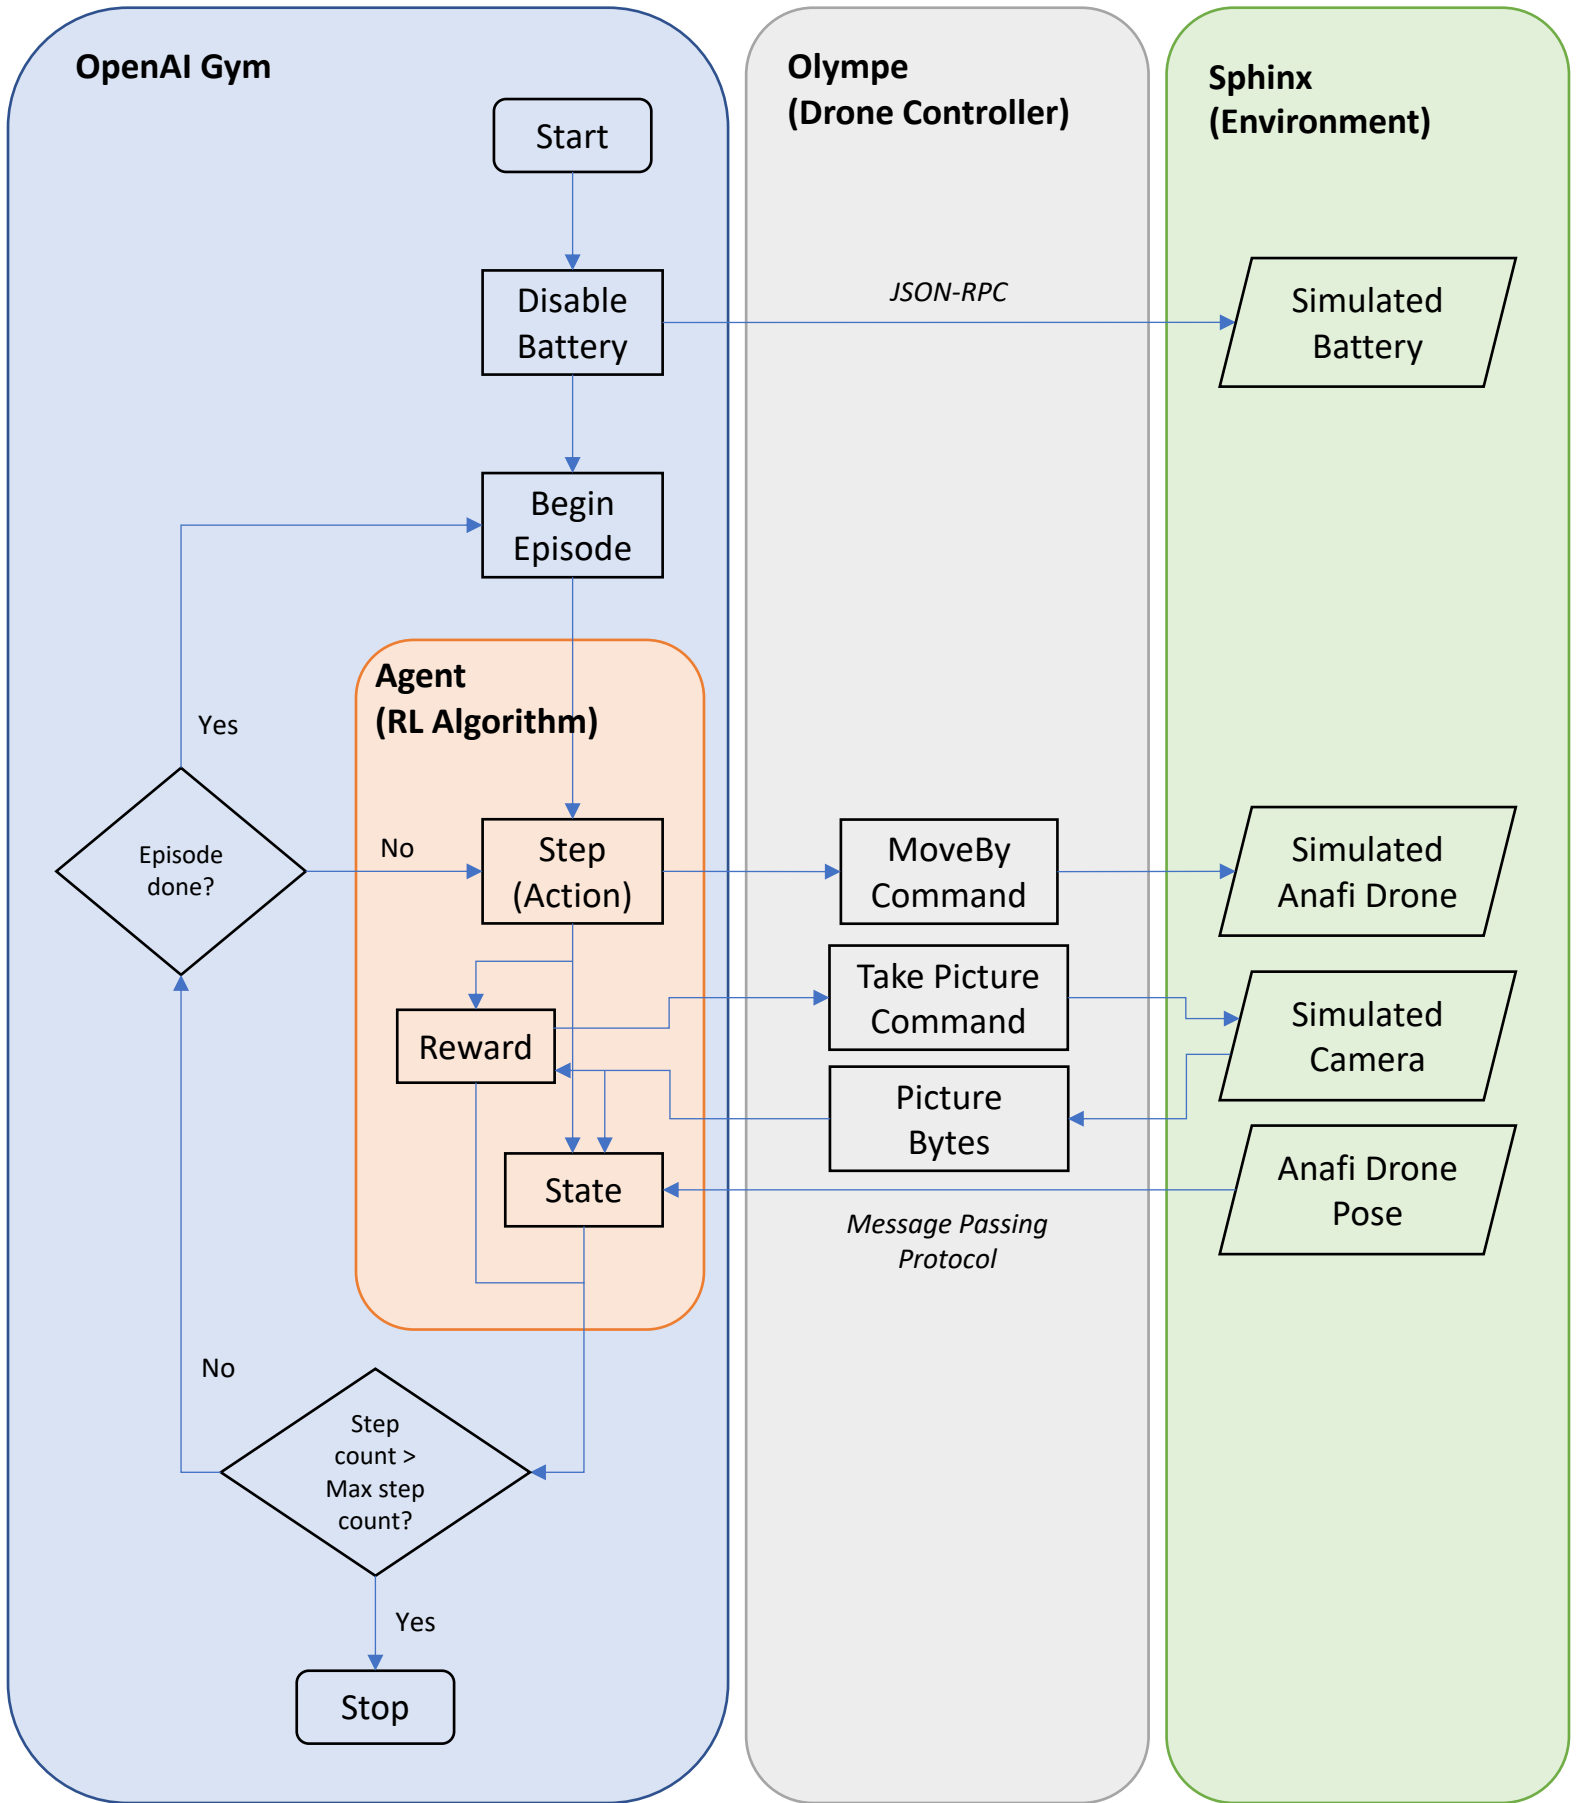 OpenAI Gym
Olympe
(Drone Controller)
Sphinx
(Environment)
Start
Disable
Battery
JSON-RPC
Simulated
Battery
Begin
Episode
Agent
(RL Algorithm)
Yes
Episode
done?
No
Step
(Action)
MoveBy
Command
Simulated
Anafi Drone
Take Picture
Command
Simulated
Camera
Reward
Picture
Bytes
State
Anafi Drone
Pose
Message Passing
Protocol
No
Step
count >
Max step
count?
Yes
Stop